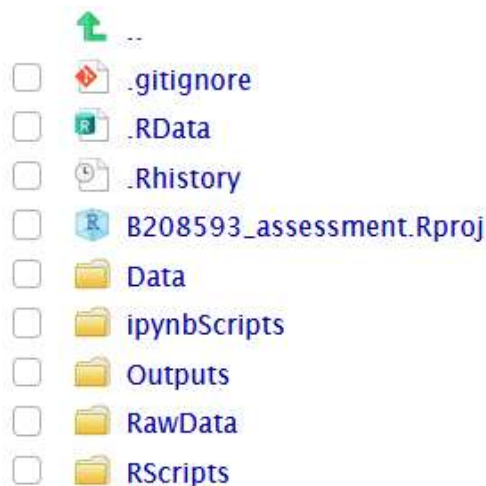 ..
.gitignore
.RData
.Rhistory
B208593_assessment.Rproj
Data
ipynbScripts
Outputs
RawData
RScripts